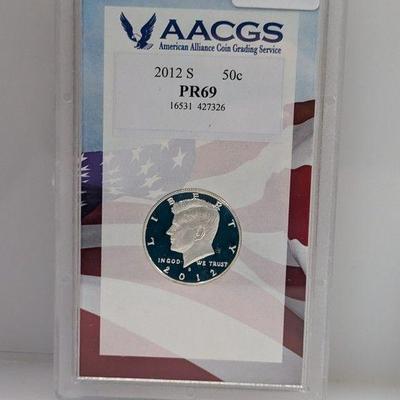 AACGS
American Alliance Coin Grading Service
2012 S 50c
PR69
16531 427326
LIBERTY
IN GOD WE TRUST
S
2012